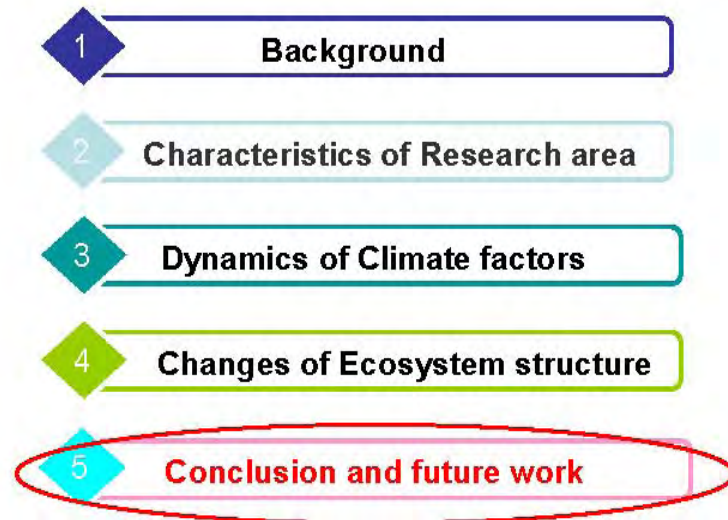 1 Background
2 Characteristics of Research area
3 Dynamics of Climate factors
4 Changes of Ecosystem structure
5 Conclusion and future work